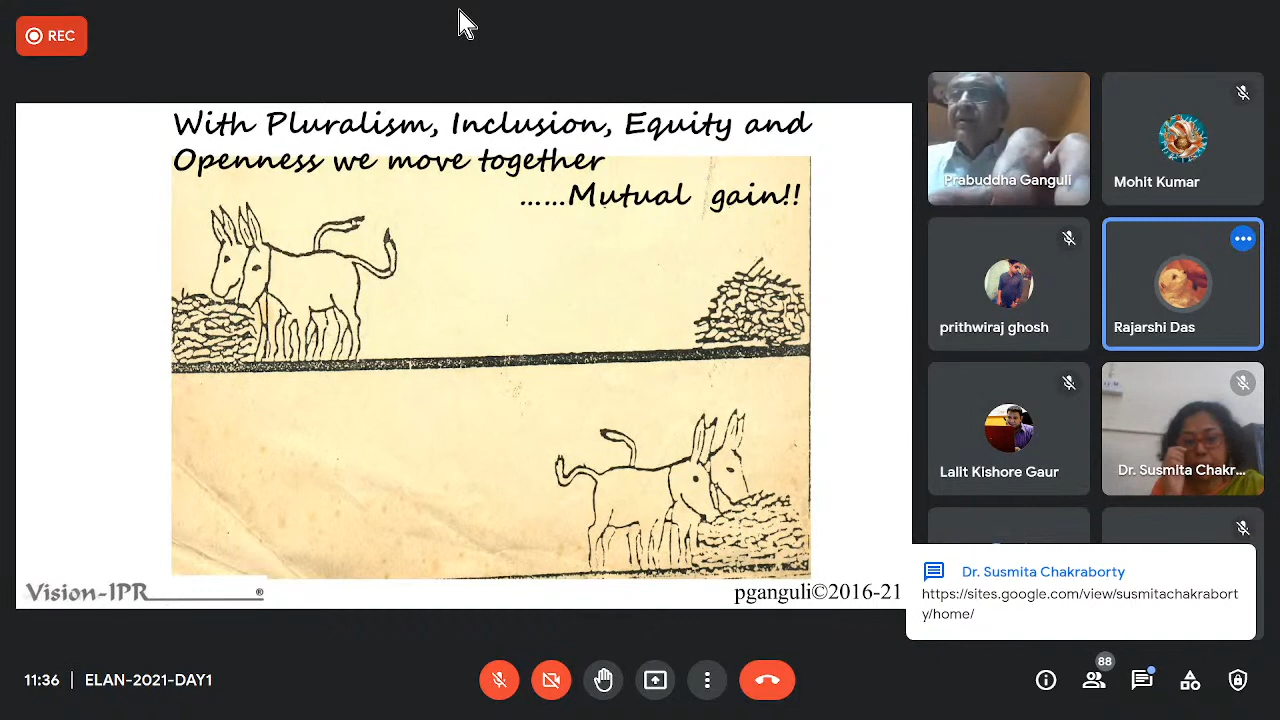 REC
With Pluralism, Inclusion, Equity and
Openness we move together
......Mutual gain!!
Vision-IPR
®
pganguli©2016-21
Prabuddha Ganguli
Mohit Kumar
prithwiraj ghosh
Rajarshi Das
Lalit Kishore Gaur
Dr. Susmita Chakr...
Dr. Susmita Chakraborty
https://sites.google.com/view/susmitachakrabort
y/home/
11:36 | ELAN-2021-DAY1
88